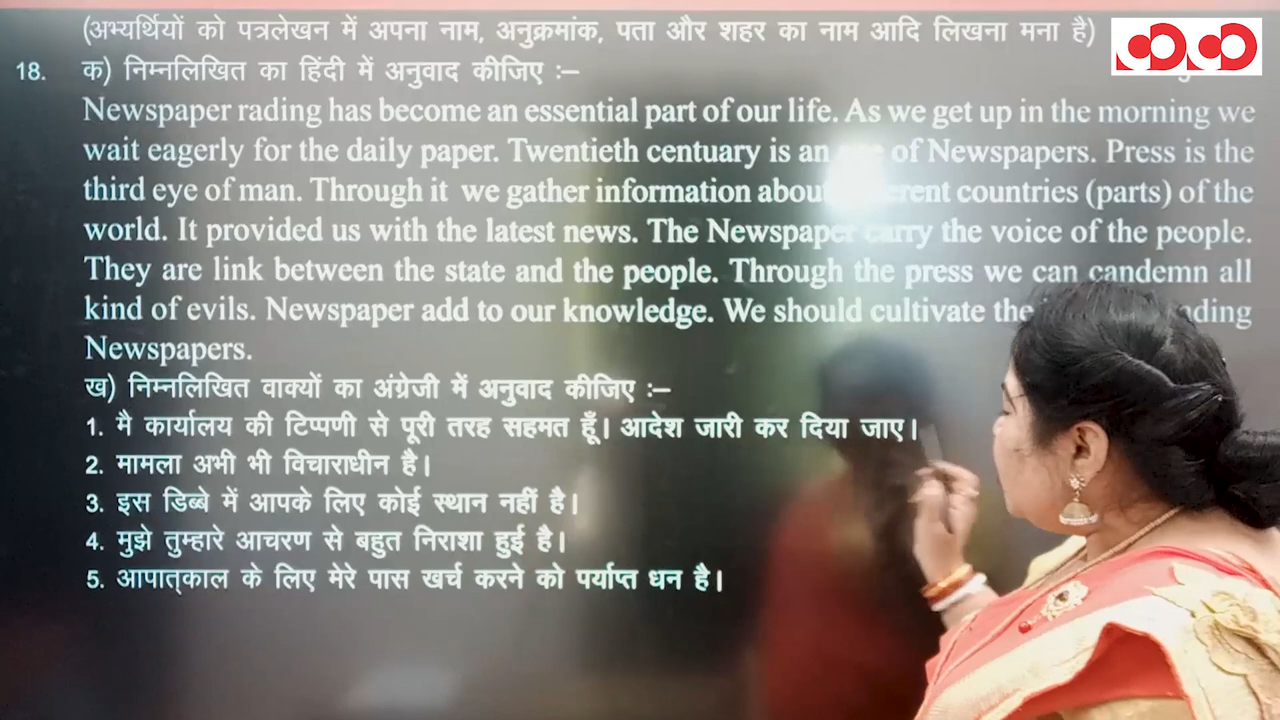 (अभ्यर्थियों को पत्रलेखन में अपना नाम, अनुक्रमांक, पता और शहर का नाम आदि लिखना मना है)
18. क) निम्नलिखित का हिंदी में अनुवाद कीजिए :–
Newspaper rading has become an essential part of our life. As we get up in the morning we
wait eagerly for the daily paper. Twentieth centuary is an of Newspapers. Press is the
third eye of man. Through it we gather information countries (parts) of the
world. It provided us with the latest news. The Newspaper carry the voice of the people.
They are link between the state and the people. Through the press we can candemn all
kind of evils. Newspaper add to our knowledge. We should cultivate the
Newspapers.
ख) निम्नलिखित वाक्यों का अंग्रेजी में अनुवाद कीजिए :–
1. मै कार्यालय की टिप्पणी से पूरी तरह सहमत हूँ। आदेश जारी कर दिया जाए।
2. मामला अभी भी विचाराधीन है।
3. इस डिब्बे में आपके लिए कोई स्थान नहीं है।
4. मुझे तुम्हारे आचरण से बहुत निराशा हुई है।
5. आपात्काल के लिए मेरे पास खर्च करने को पर्याप्त धन है।